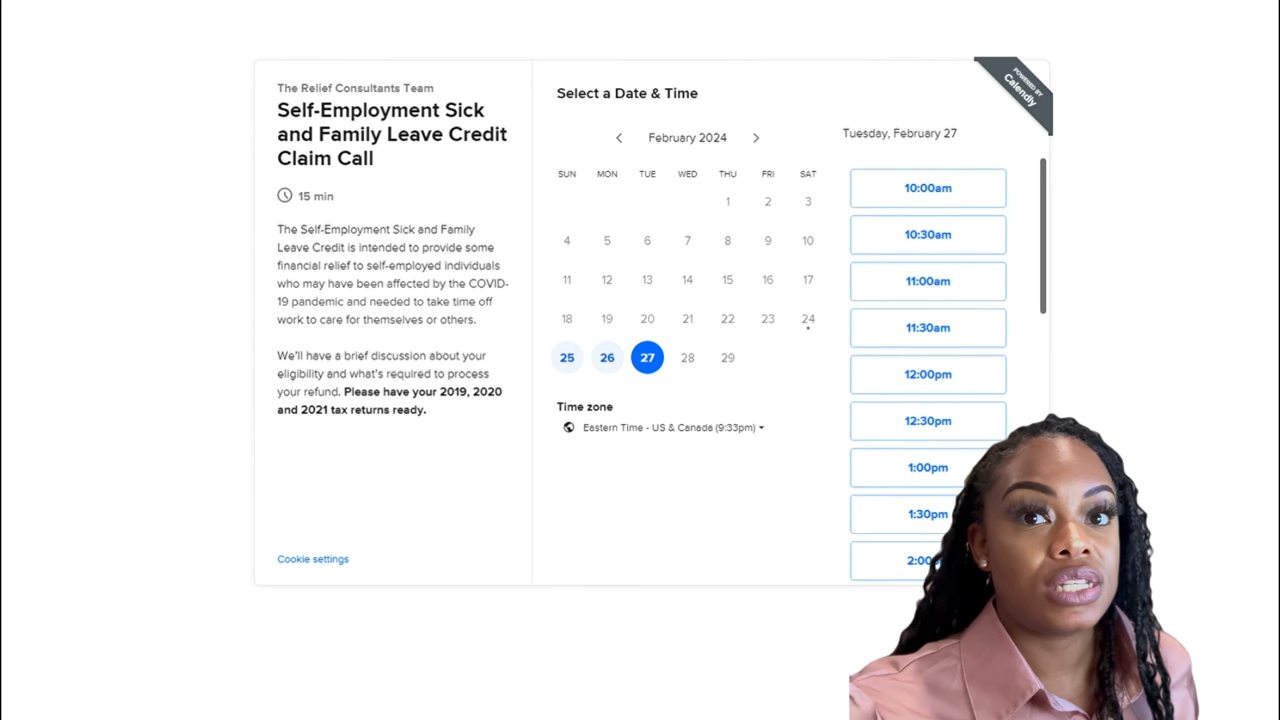 The Relief Consultants Team
Self-Employment Sick
and Family Leave Credit
Claim Call
15 min
The Self-Employment Sick and Family
Leave Credit is intended to provide some
financial relief to self-employed individuals
who may have been affected by the COVID-
19 pandemic and needed to take time off
work to care for themselves or others.
We'll have a brief discussion about your
eligibility and what's required to process
your refund. Please have your 2019, 2020
and 2021 tax returns ready.
Cookie settings
Select a Date & Time
February 2024
SUN MON TUE WED THU FRI SAT
1 2 3
4 5 6 7 8 9 10
11 12 13 14 15 16 17
18 19 20 21 22 23 24
25 26 27 28 29
Time zone
Eastern Time - US & Canada (9:33pm)
POWERED BY
Calendly
Tuesday, February 27
10:00am
10:30am
11:00am
11:30am
12:00pm
12:30pm
1:00pm
1:30pm
2:00